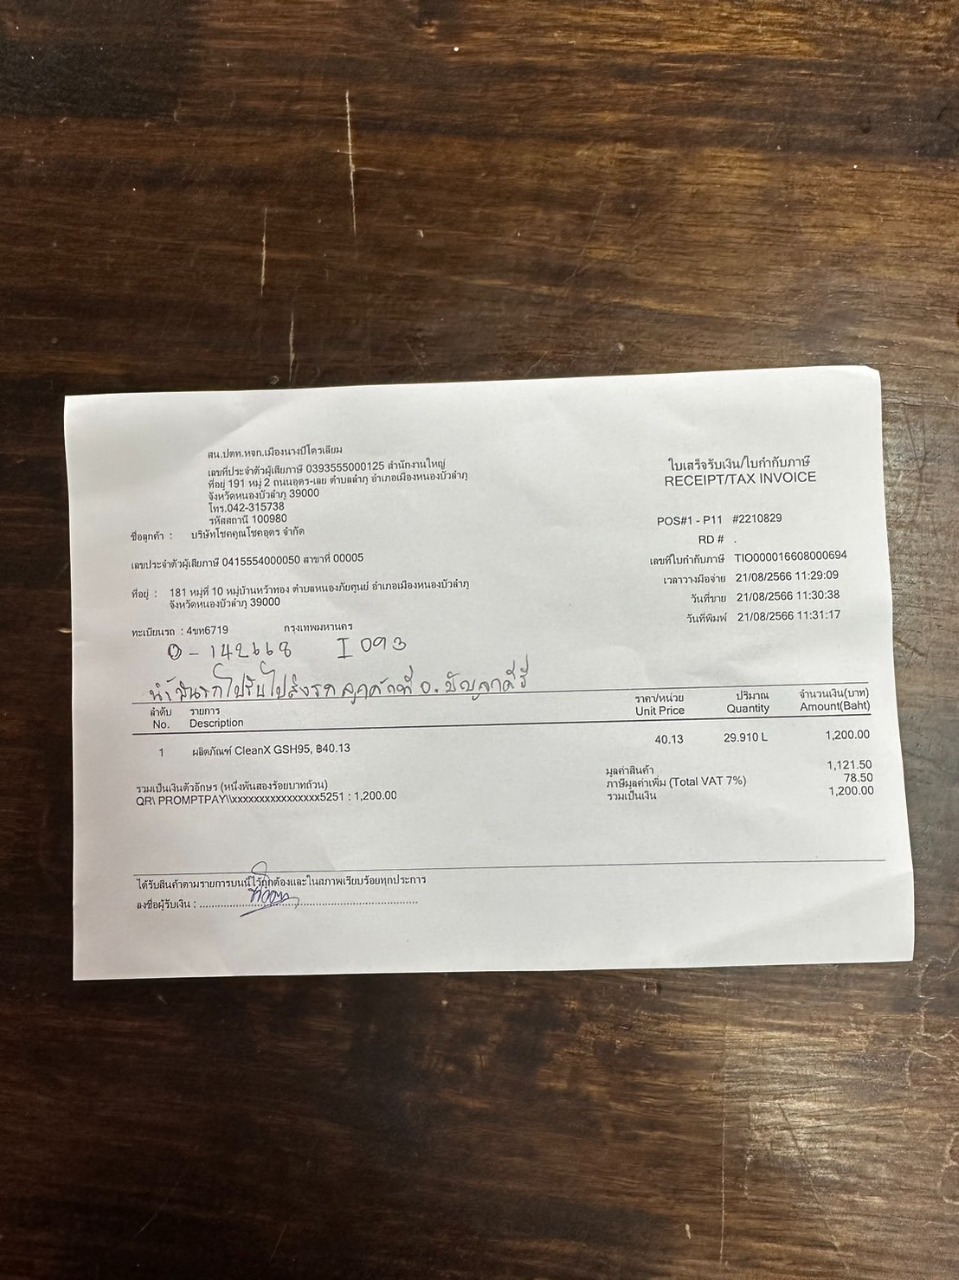 สน.ปตท.หจก.เมืองนางปิโตรเลียม
เลขที่ประจำตัวผู้เสียภาษี 0393555000125 สำนักงานใหญ่
ที่อยู่ 191 หมู่ 2 ถนนอุดร-เลย ตำบลลำภู อำเภอเมืองหนองบัวลำภู
จังหวัดหนองบัวลำภู 39000
โทร.042-315738
รหัสสถานี 100980
ชื่อลูกค้า : บริษัทโชคคูณโชคอุดร จำกัด
เลขประจำตัวผู้เสียภาษี 0415554000050 สาขาที่ 00005
ที่อยู่ : 181 หมู่ที่ 10 หมู่บ้านหว้าทอง ตำบลหนองภัยศูนย์ อำเภอเมืองหนองบัวลำภู
จังหวัดหนองบัวลำภู 39000
ทะเบียนรถ : 4ขท6719 กรุงเทพมหานคร
ใบเสร็จรับเงิน/ใบกำกับภาษี
RECEIPT/TAX INVOICE
POS#1 - P11 #2210829
RD # .
เลขที่ใบกำกับภาษี TIO000016608000694
เวลาวางมือจ่าย 21/08/2566 11:29:09
วันที่ขาย 21/08/2566 11:30:38
วันที่พิมพ์ 21/08/2566 11:31:17
0-142668 I 093
ลำดับ รายการ ราคา/หน่วย ปริมาณ จำนวนเงิน(บาท)
No. Description Unit Price Quantity Amount(Baht)
1 ผลิตภัณฑ์ CleanX GSH95, ฿40.13 40.13 29.910 L 1,200.00
มูลค่าสินค้า 1,121.50
รวมเป็นเงินตัวอักษร (หนึ่งพันสองร้อยบาทถ้วน) ภาษีมูลค่าเพิ่ม (Total VAT 7%) 78.50
QR\ PROMPTPAY\\xxxxxxxxxxxxxxxx5251 : 1,200.00 รวมเป็นเงิน 1,200.00
ได้รับสินค้าตามรายการบนนี้ไว้ถูกต้องและในสภาพเรียบร้อยทุกประการ
ลงชื่อผู้รับเงิน :